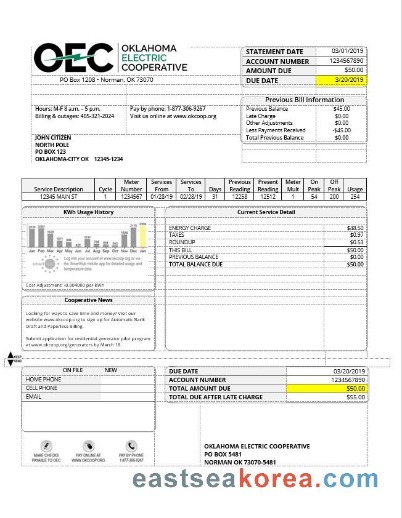 OEC OKLAHOMA ELECTRIC COOPERATIVE
PO Box 1208 • Norman, OK 73070
STATEMENT DATE 03/01/2019
ACCOUNT NUMBER 1234567890
AMOUNT DUE $50.00
DUE DATE 3/20/2019
Hours: M-F 8 a.m. - 5 p.m.
Billing & outages: 405-321-2024
Pay by phone: 1-877-306-9267
Visit us online at www.okcoop.org
Previous Bill Information
Previous Balance $45.00
Late Charge $0.00
Other Adjustments $0.00
Less Payments Received -$45.00
Total Previous Balance $0.00
JOHN CITIZEN
NORTH POLE
PO BOX 123
OKLAHOMA-CITY OK 12345-1234
Service Description Cycle Meter Number Services From Services To Days Previous Reading Present Reading Meter Mult On Peak Off Peak Usage
12345 MAIN ST 1 1234567 01/28/19 02/28/19 31 12258 12512 1 54 200 254
KWh Usage History
Jan Feb Mar Apr May Jun Jul Aug Sep Oct Nov Dec Jan
Cost Adjustment: -0.004000 per kWh
Current Service Detail
ENERGY CHARGE
TAXES $0.97
ROUNDUP
THIS BILL $50.00
PREVIOUS BALANCE $0.00
TOTAL BALANCE DUE $50.00
Cooperative News
Looking for ways to save time and money? Visit our
website www.okcoop.org to sign up for Automatic Bank
Draft and Paperless Billing.
Submit application for residential generator pilot program
at www.okcoop.org/generators by March 18.
ON FILE NEW
HOME PHONE
CELL PHONE
EMAIL
DUE DATE 03/20/2019
ACCOUNT NUMBER 1234567890
TOTAL AMOUNT DUE $50.00
TOTAL DUE AFTER LATE CHARGE $55.00
MAKE CHECKS PAYABLE TO OEC
PAY ONLINE AT WWW.OKCOOP.ORG
PAY BY PHONE 1-877-306-9267
OKLAHOMA ELECTRIC COOPERATIVE
PO BOX 5481
NORMAN OK 73070-5481
eastseakorea.com